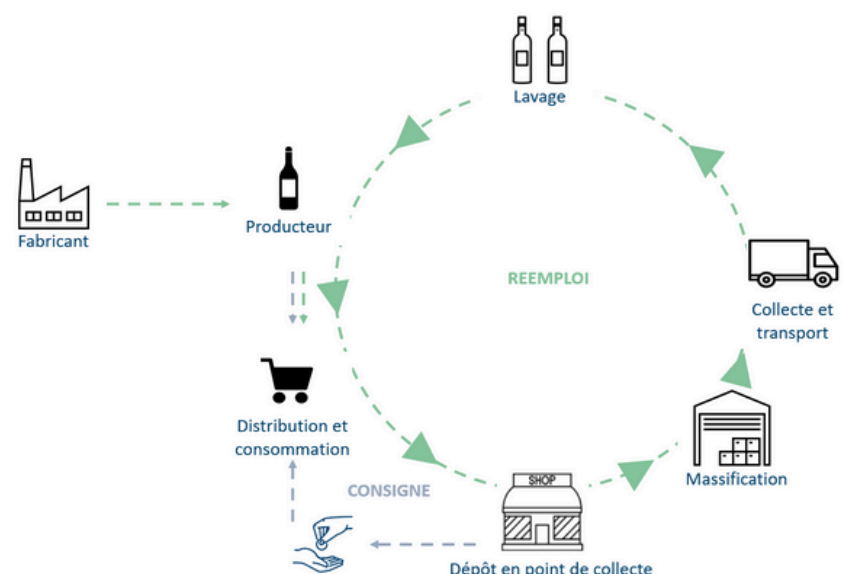 Lavage
Fabricant
Producteur
REEMPLOI
Collecte et
transport
Distribution et
consommation
CONSIGNE
SHOP
Massification
Dépôt en point de collecte